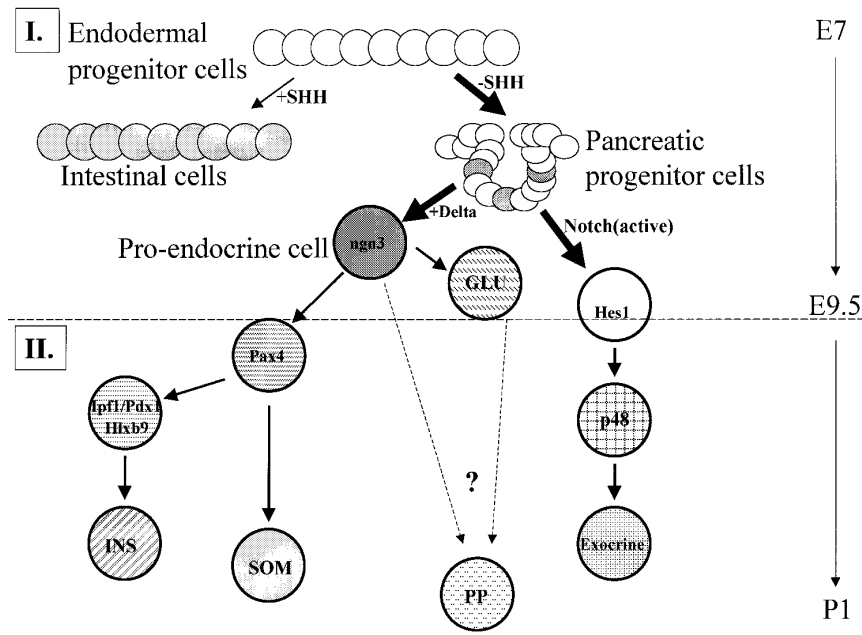 I.
Endodermal
progenitor cells
E7
+SHH
-SHH
Intestinal cells
Pancreatic
progenitor cells
+Delta
Notch(active)
Pro-endocrine cell
ngn3
GLU
Hes1
E9.5
II.
Pax4
Ipf1/Pdx1
Hlxb9
p48
?
INS
SOM
Exocrine
PP
P1